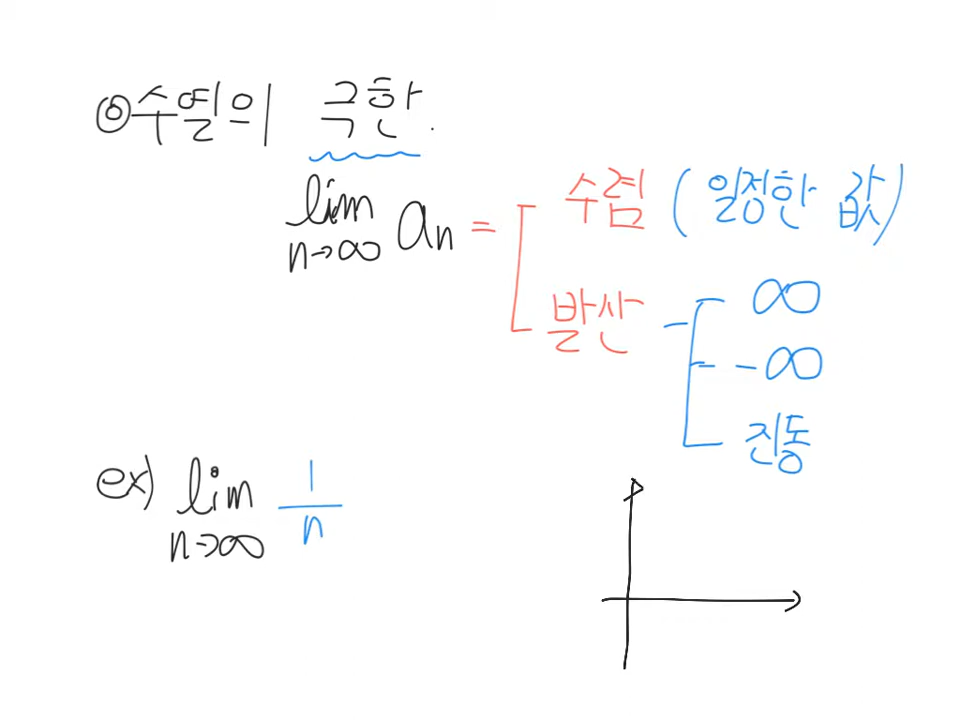 ◎수열의 극한.
lim n→∞ aₙ = 수렴 (일정한 값)
발산 - ∞
-∞
진동
ex) lim n→∞ 1/n